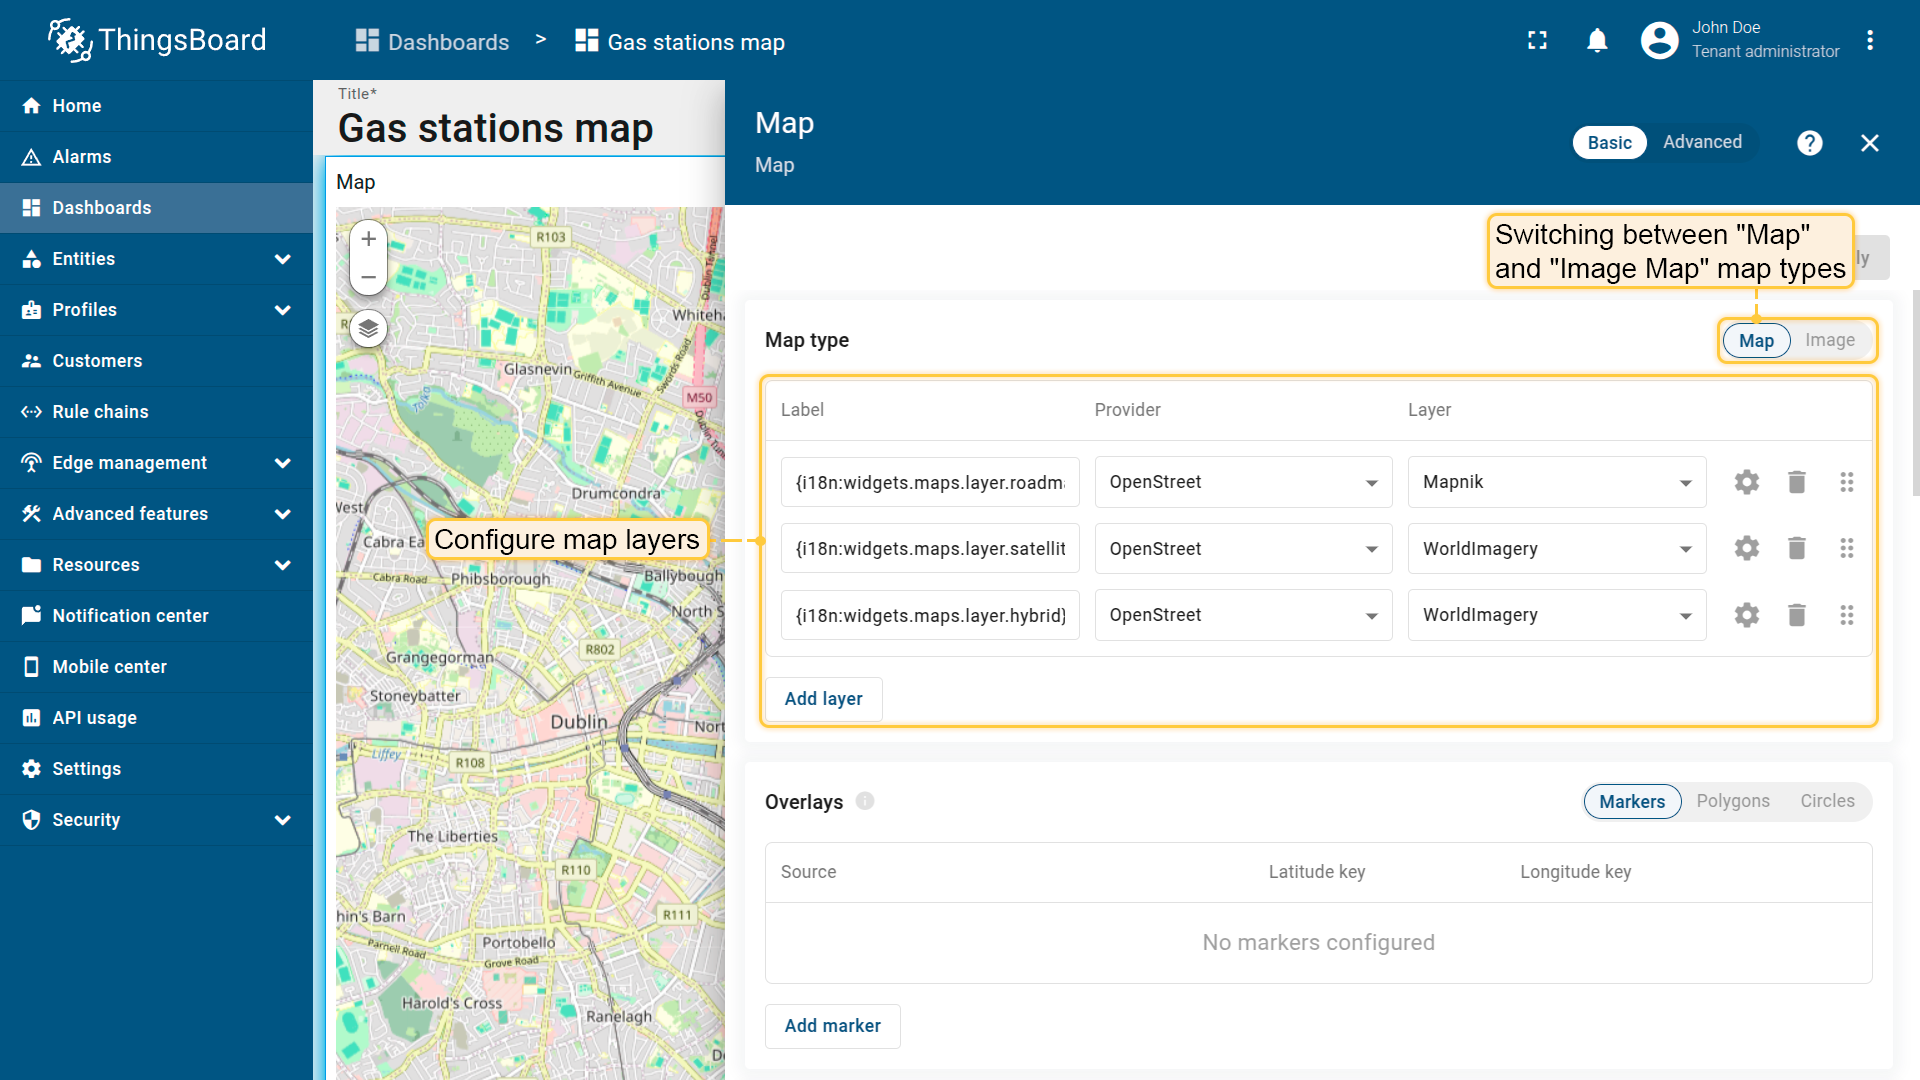 ThingsBoard
Dashboards > Gas stations map
John Doe
Tenant administrator
Home
Alarms
Dashboards
Entities
Profiles
Customers
Rule chains
Edge management
Advanced features
Resources
Notification center
Mobile center
API usage
Settings
Security
Title*
Gas stations map
Map
R103
Dublin Tunnel
Whiteha
Glasnevin
Griffith Avenue
Swords Road
M50
Tolka
Dublin Tunn
Drumcondra
West
Cabra Ea
Cabra Road
Phibsborough
Ballybough
North S
R802
Grangegorman
Stoneybatter
Dublin
Nort
Liffey
R108
The Liberties
R110
hin's Barn
R111
Parnell Road
Portobello
Grove Road
Harold's Cross
Ranelagh
Configure map layers
Map
Map
Basic
Advanced
Switching between "Map"
and "Image Map" map types
ly
Map type
Map
Image
Label
Provider
Layer
{i18n:widgets.maps.layer.roadm
OpenStreet
Mapnik
{i18n:widgets.maps.layer.satellit
OpenStreet
WorldImagery
{i18n:widgets.maps.layer.hybrid}
OpenStreet
WorldImagery
Add layer
Overlays
Markers
Polygons
Circles
Source
Latitude key
Longitude key
No markers configured
Add marker